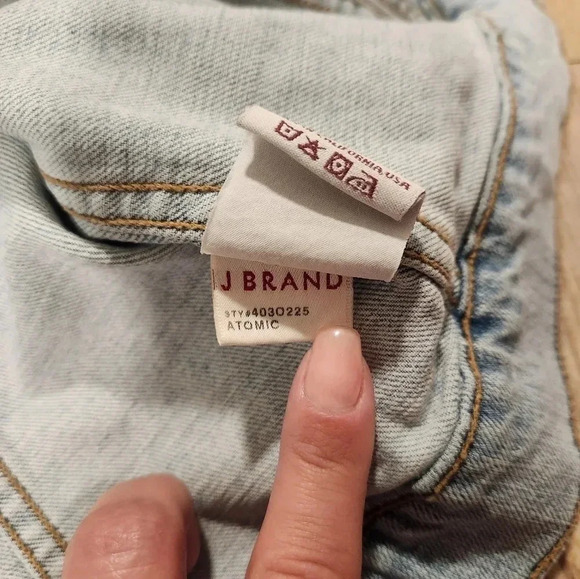 CALIFORNIA, USA
J BRAND
STY#4030225
ATOMIC